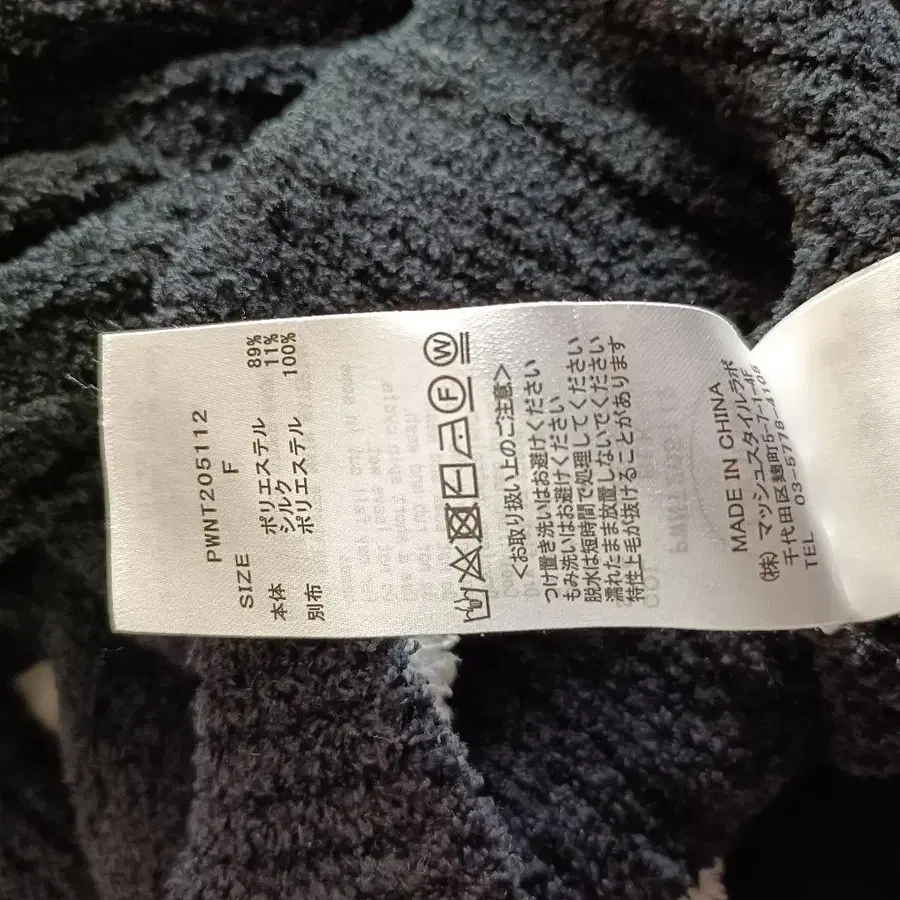 PWNT205112
SIZE F
本体 ポリエステル 89%
シルク 11%
別布 ポリエステル 100%
F
W
<お取り扱い上のご注意>
つけ置き洗いはお避けください
もみ洗いはお避けください
脱水は短時間で処理してください
濡れたまま放置しないでください
特性上毛が抜けることがあります
MADE IN CHINA
(株)マッシュスタイルラボ
千代田区麹町5-7-1-4F
TEL